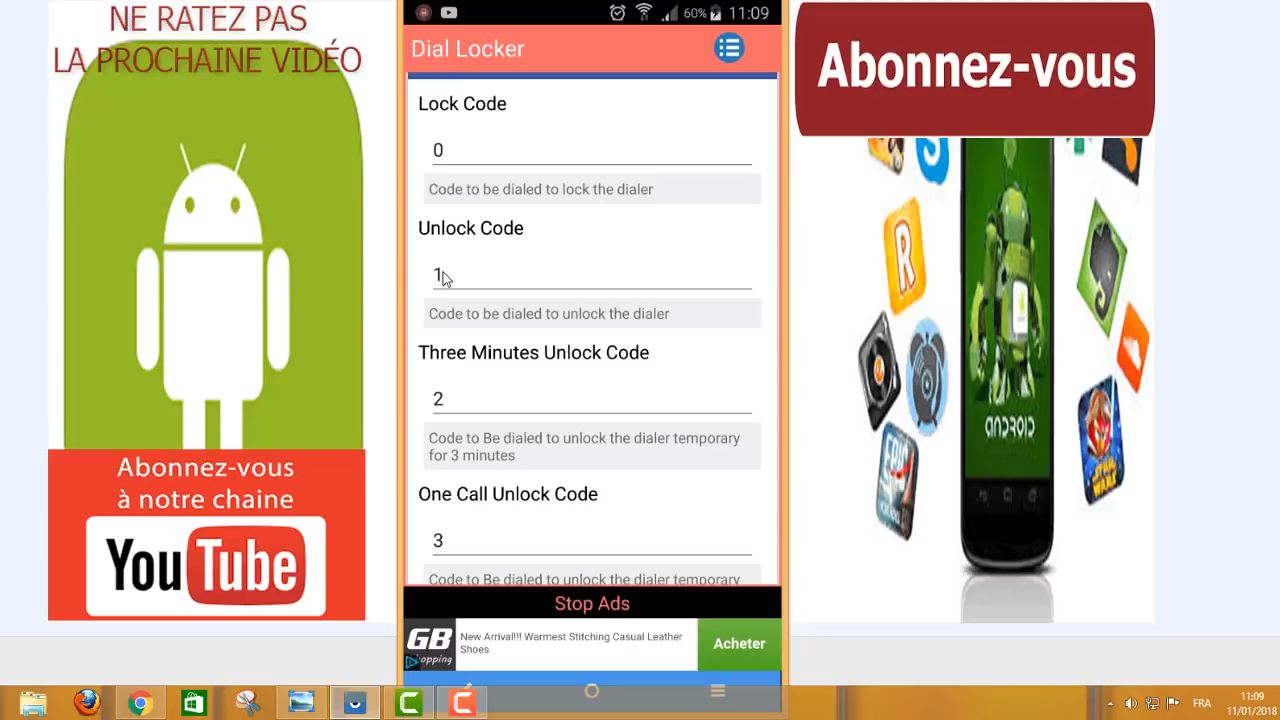 NE RATEZ PAS
LA PROCHAINE VIDÉO
Abonnez-vous
à notre chaine
YouTube
60%
11:09
Dial Locker
Lock Code
0
Code to be dialed to lock the dialer
Unlock Code
1
Code to be dialed to unlock the dialer
Three Minutes Unlock Code
2
Code to Be dialed to unlock the dialer temporary
for 3 minutes
One Call Unlock Code
3
Code to Be dialed to unlock the dialer temporary
Stop Ads
GB
hopping
New Arrival!!! Warmest Stitching Casual Leather
Shoes
Acheter
Abonnez-vous
ANDROID
EPIC
STAR
WARS
FRA
11:09
11/01/2018